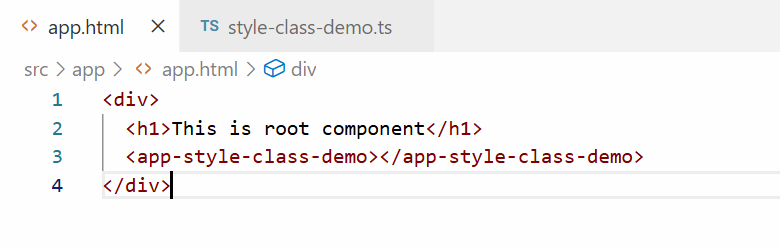 app.html
TS style-class-demo.ts
src > app > app.html > div
1 <div>
2 <h1>This is root component</h1>
3 <app-style-class-demo></app-style-class-demo>
4 </div>